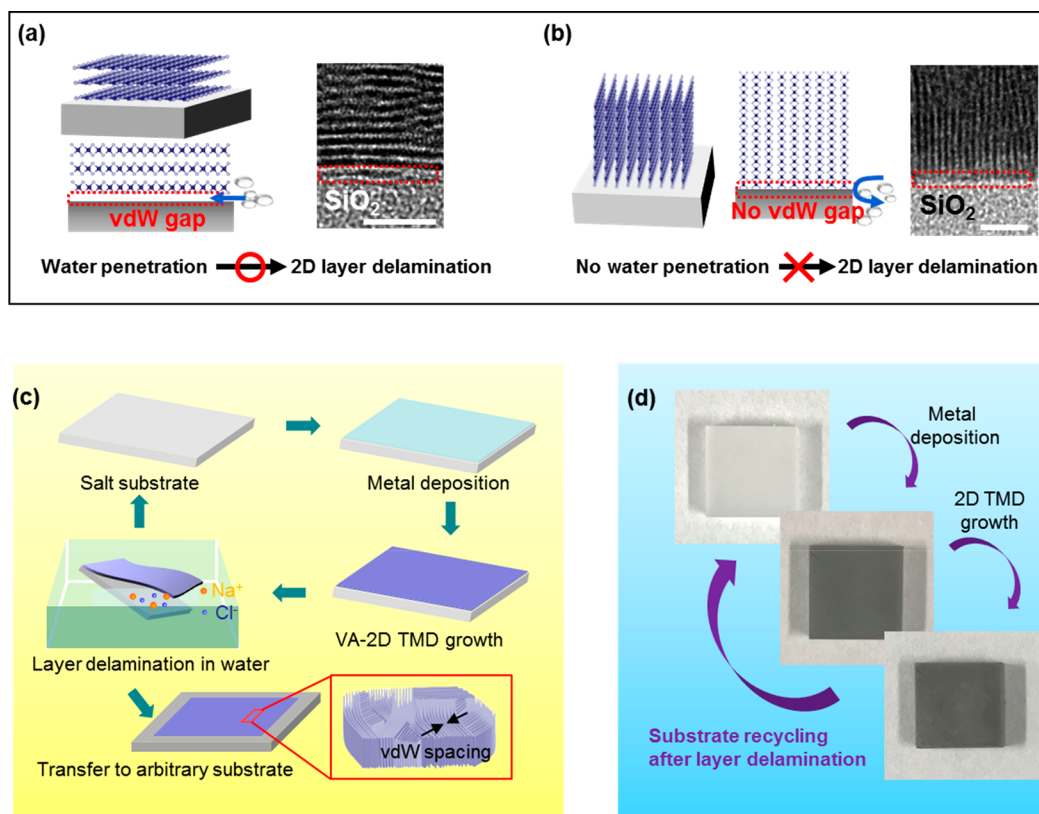 (a)
vdW gap
SiO₂
Water penetration
2D layer delamination
(b)
No vdW gap
SiO₂
No water penetration
2D layer delamination
(c)
Salt substrate
Metal deposition
Na⁺
Cl⁻
Layer delamination in water
VA-2D TMD growth
vdW spacing
Transfer to arbitrary substrate
(d)
Metal
deposition
2D TMD
growth
Substrate recycling
after layer delamination